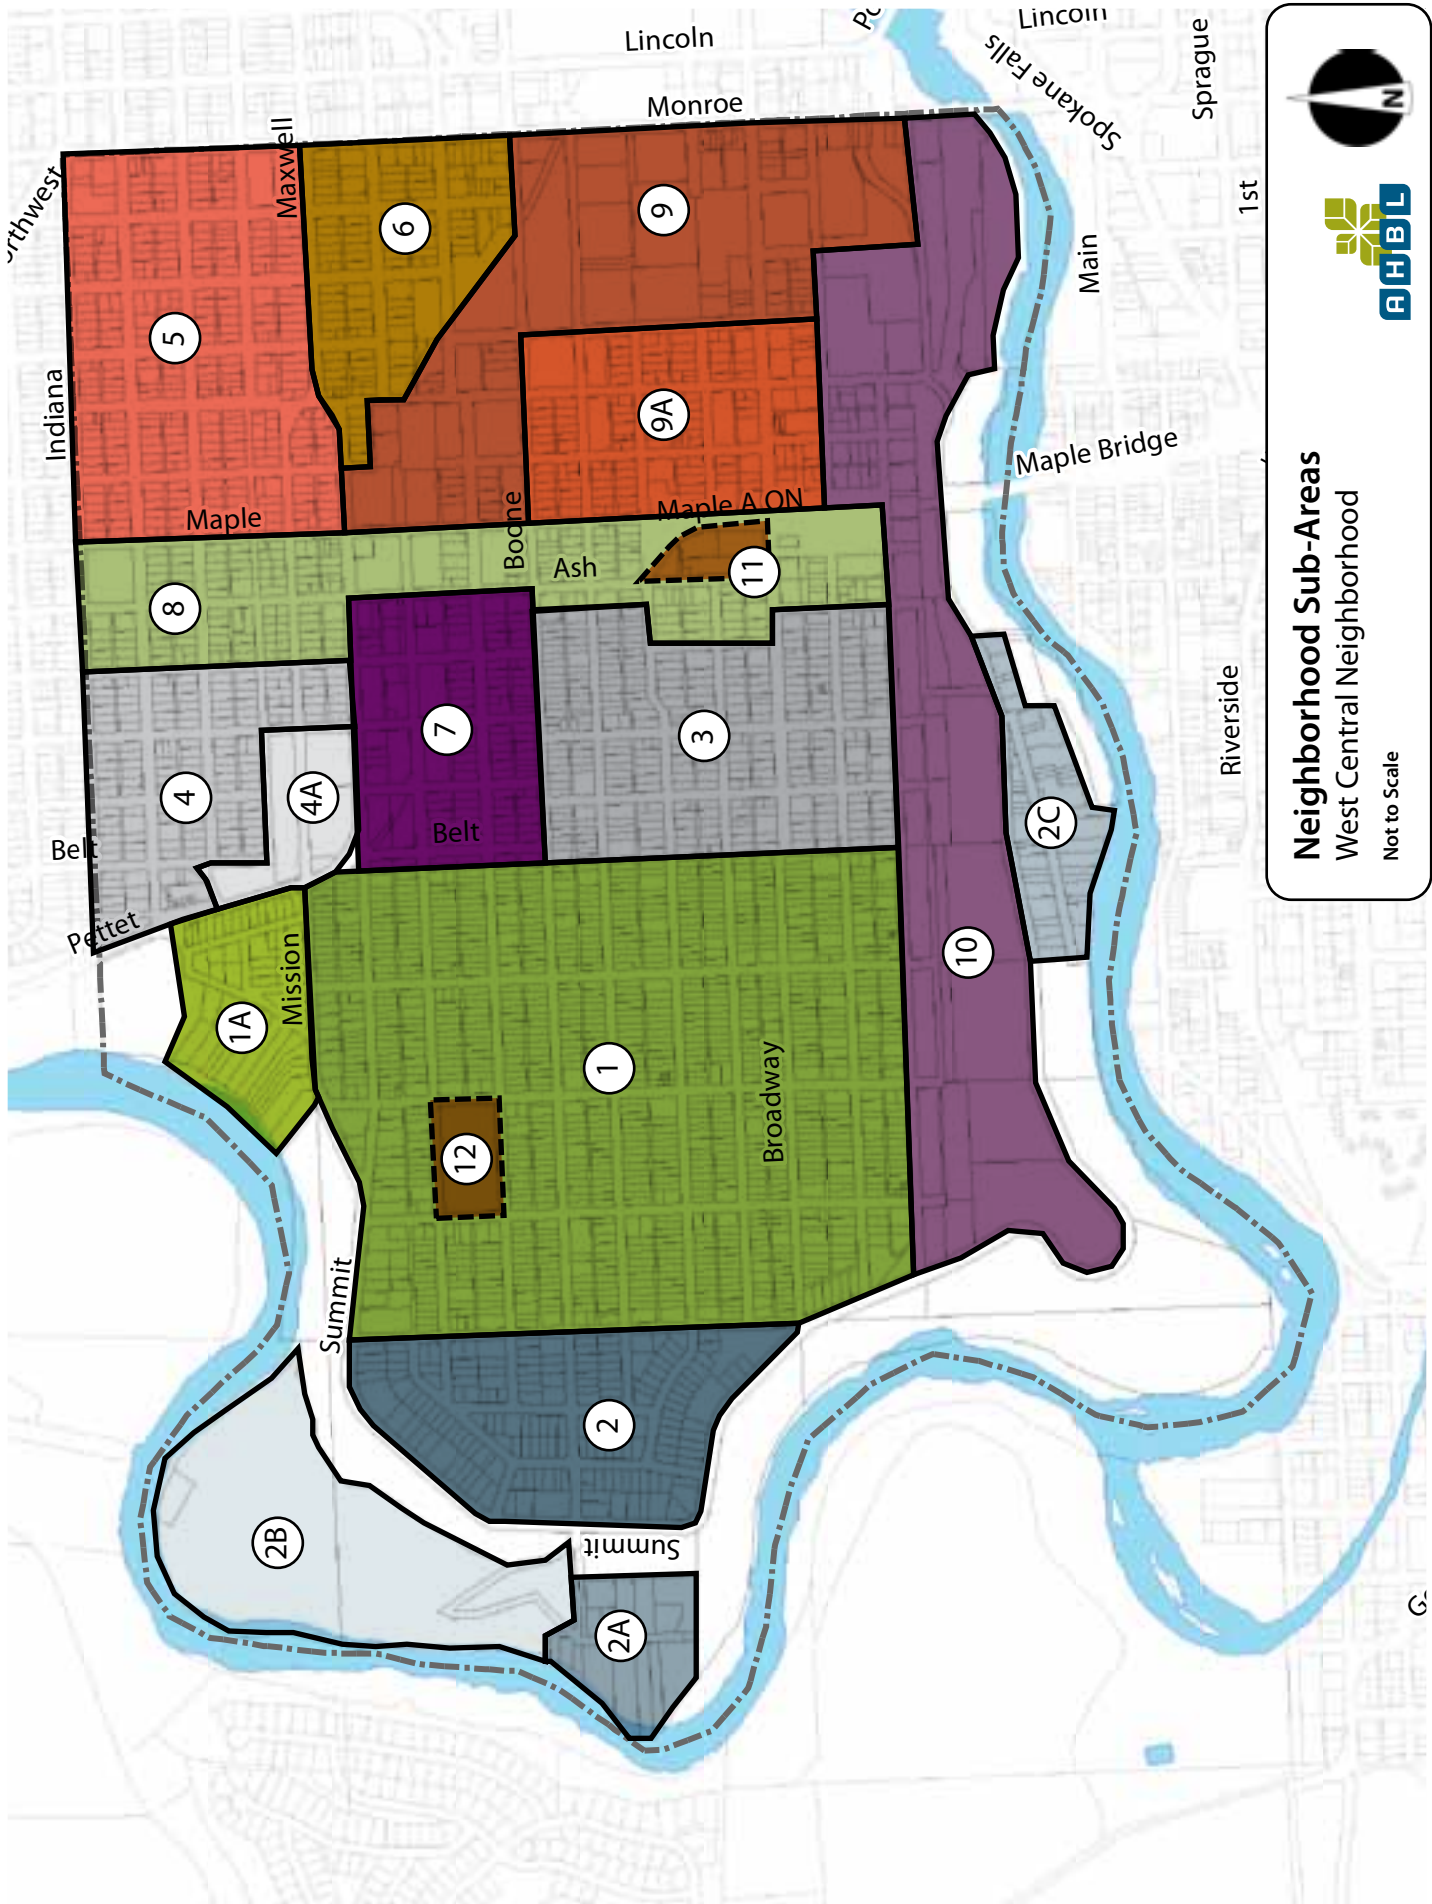 Northwest
Indiana
Maxwell
Lincoln
Monroe
Lincoln
Spokane Falls
Sprague
1st
Main
Maple Bridge
Riverside
Maple
Boone
Maple A ON
Ash
Belt
Belt
Pettet
Mission
Broadway
Summit
Summit
5
6
9
9A
8
11
7
3
4
4A
1A
1
12
10
2C
2
2B
2A
Neighborhood Sub-Areas
West Central Neighborhood
Not to Scale
AHBL
N